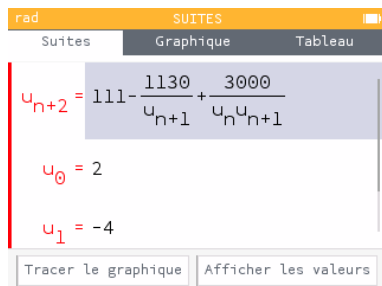 rad SUITES
Suites Graphique Tableau
uₙ₊₂ = 111-1130/uₙ₊₁+3000/uₙuₙ₊₁
u₀ = 2
u₁ = -4
Tracer le graphique Afficher les valeurs